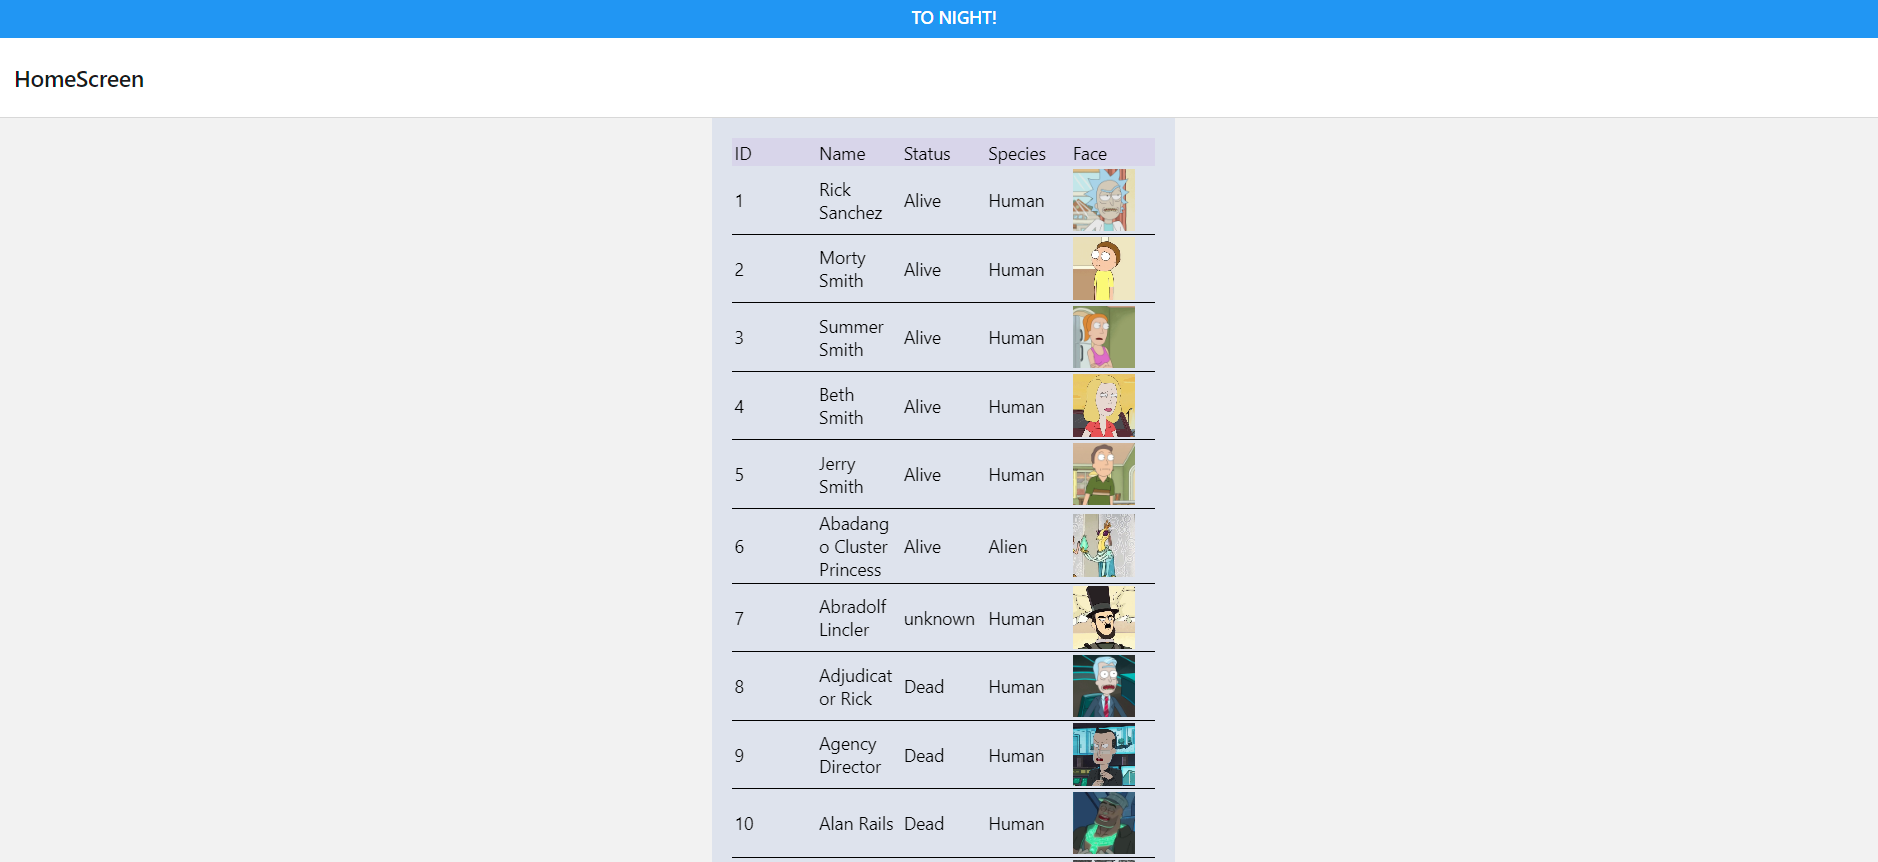 TO NIGHT!
HomeScreen
ID Name Status Species Face
1 Rick Sanchez Alive Human
2 Morty Smith Alive Human
3 Summer Smith Alive Human
4 Beth Smith Alive Human
5 Jerry Smith Alive Human
6 Abadang
o Cluster
Princess Alive Alien
7 Abradolf Lincler unknown Human
8 Adjudicat
or Rick Dead Human
9 Agency Director Dead Human
10 Alan Rails Dead Human